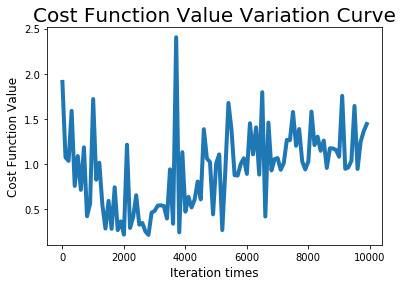 Cost Function Value Variation Curve
2.5
2.0
1.5
1.0
0.5
Cost Function Value
0 2000 4000 6000 8000 10000
Iteration times